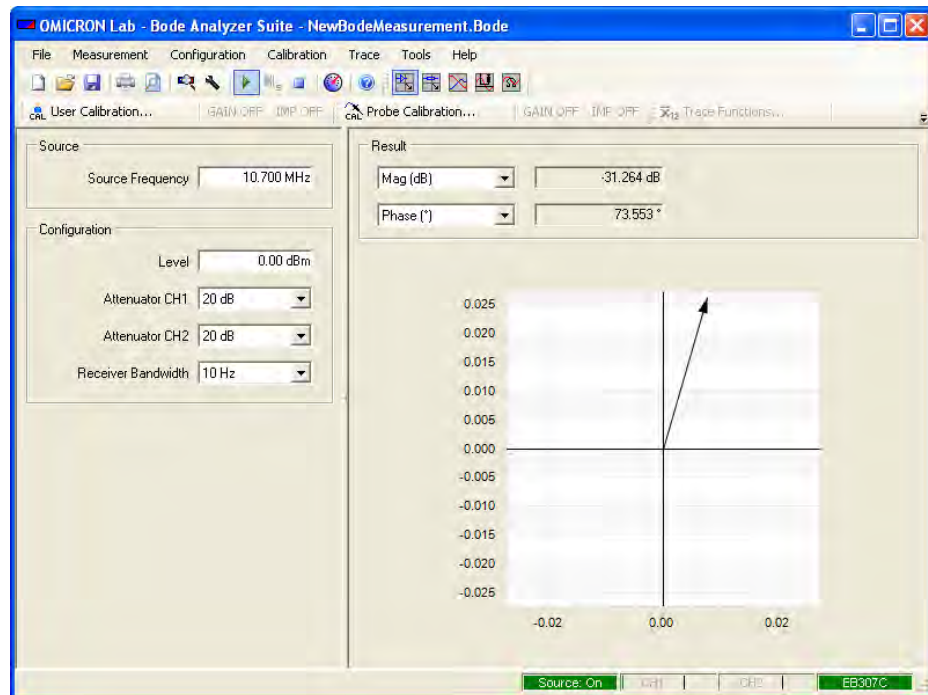 OMICRON Lab - Bode Analyzer Suite - NewBodeMeasurement.Bode
File Measurement Configuration Calibration Trace Tools Help
CAL User Calibration... GAIN OFF IMP OFF CAL Probe Calibration... GAIN OFF IMP OFF Trace Functions...
Source
Source Frequency 10.700 MHz
Configuration
Level 0.00 dBm
Attenuator CH1 20 dB
Attenuator CH2 20 dB
Receiver Bandwidth 10 Hz
Result
Mag (dB) -31.264 dB
Phase (°) 73.553 °
0.025
0.020
0.015
0.010
0.005
0.000
-0.005
-0.010
-0.015
-0.020
-0.025
-0.02 0.00 0.02
Source: On CH1 CH2 EB307C